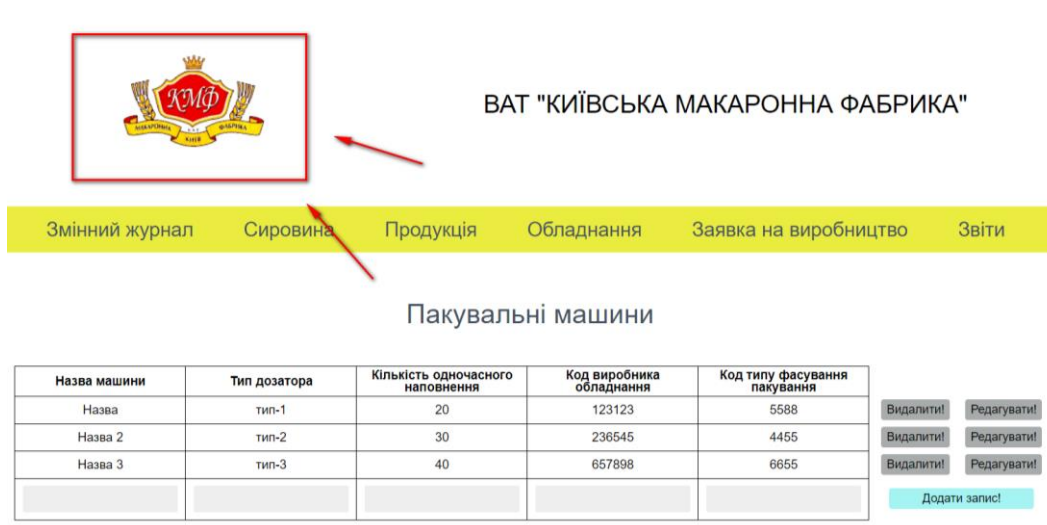 КМФ
МАКАРОННА ФАБРИКА
КИЇВ
ВАТ "КИЇВСЬКА МАКАРОННА ФАБРИКА"
Змінний журнал Сировина Продукція Обладнання Заявка на виробництво Звіти
Пакувальні машини
Назва машини Тип дозатора Кількість одночасного наповнення Код виробника обладнання Код типу фасування пакування
Назва тип-1 20 123123 5588 Видалити! Редагувати!
Назва 2 тип-2 30 236545 4455 Видалити! Редагувати!
Назва 3 тип-3 40 657898 6655 Видалити! Редагувати!
Додати запис!